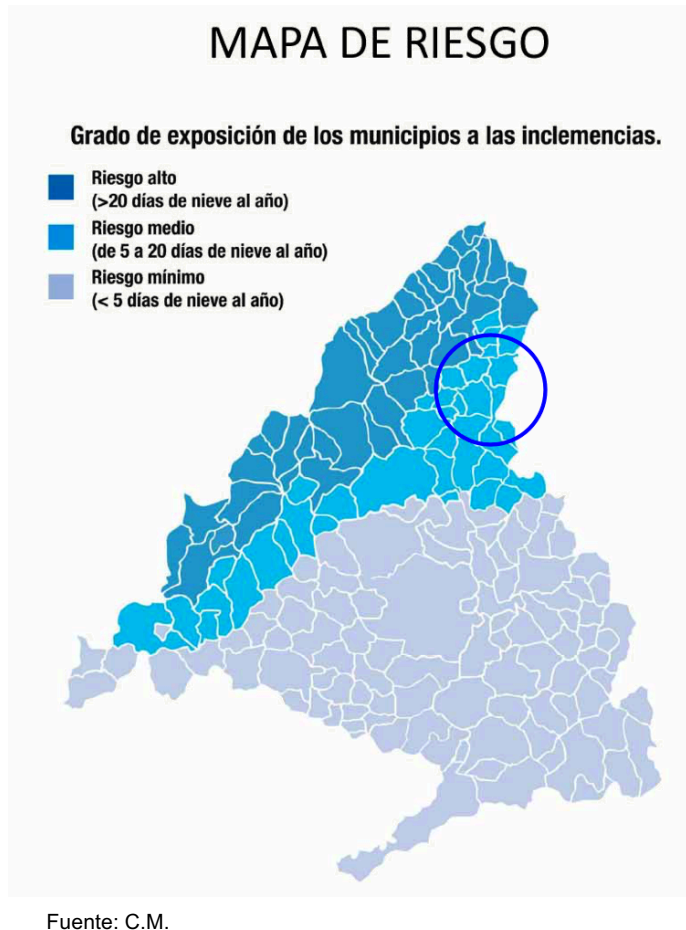 MAPA DE RIESGO
Grado de exposición de los municipios a las inclemencias.
Riesgo alto
(>20 días de nieve al año)
Riesgo medio
(de 5 a 20 días de nieve al año)
Riesgo mínimo
(< 5 días de nieve al año)
Fuente: C.M.